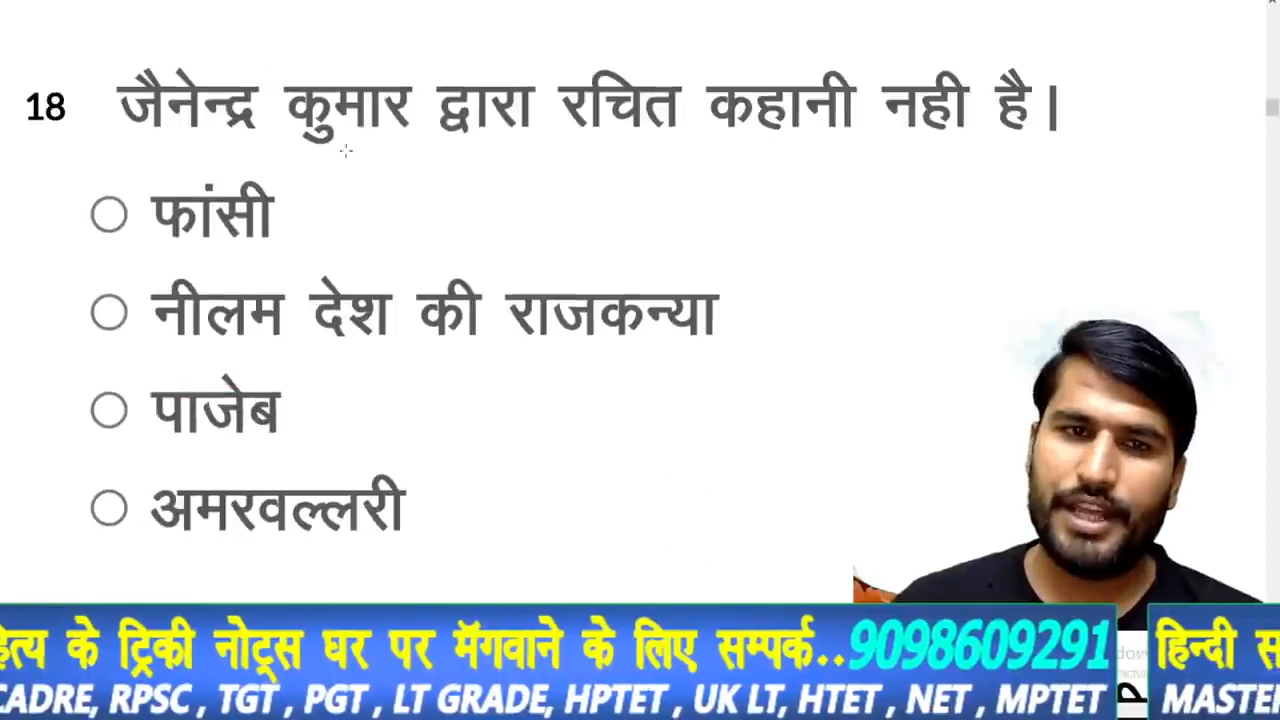 18 जैनेन्द्र कुमार द्वारा रचित कहानी नही है।
फांसी
नीलम देश की राजकन्या
पाजेब
अमरवल्लरी
के ट्रिकी नोट्स घर पर मॅगवाने के लिए सम्पर्क..9098609291 हिन्दी
CADRE, RPSC , TGT , PGT , LT GRADE, HPTET , UK LT, HTET , NET , MPTET MASTER